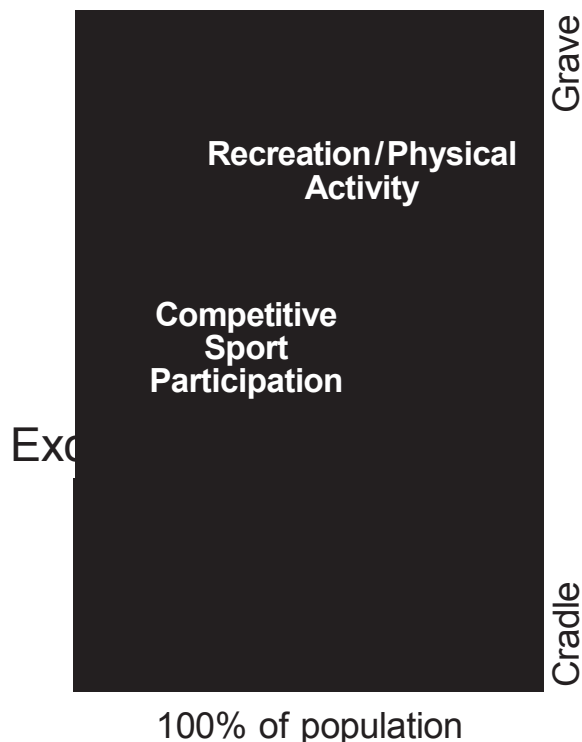 Grave
Recreation/Physical
Activity
Competitive
Sport
Participation
Cradle
100% of population